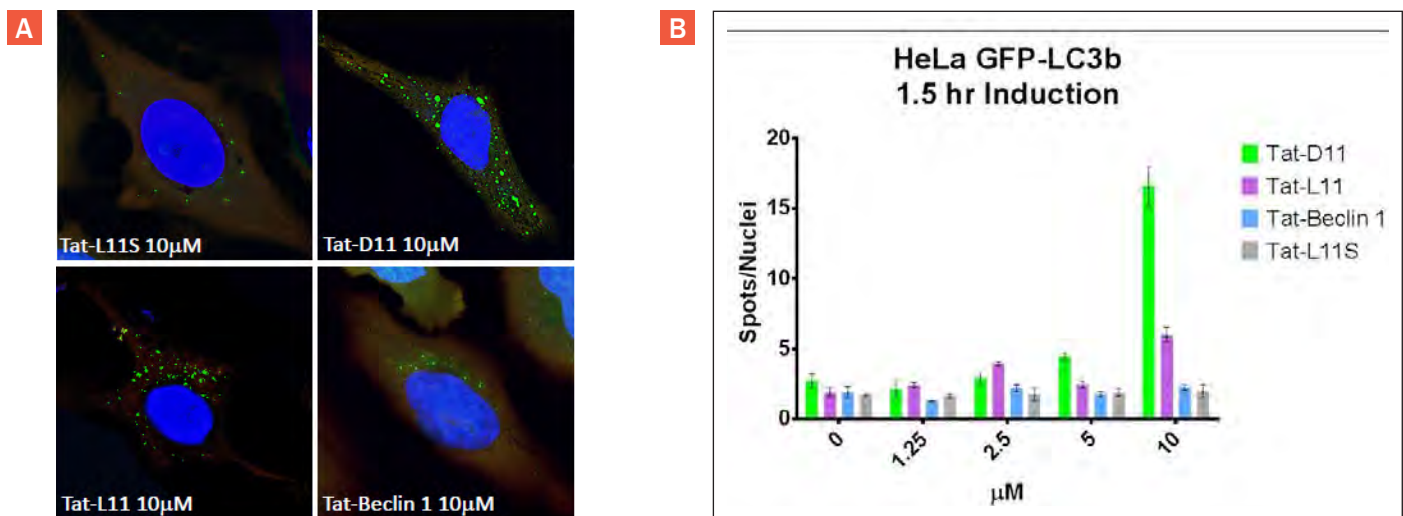 A
Tat-L11S 10µM
Tat-D11 10µM
Tat-L11 10µM
Tat-Beclin 1 10µM
B
HeLa GFP-LC3b
1.5 hr Induction
Spots/Nuclei
20
15
10
5
0
0
1.25
2.5
5
10
µM
Tat-D11
Tat-L11
Tat-Beclin 1
Tat-L11S